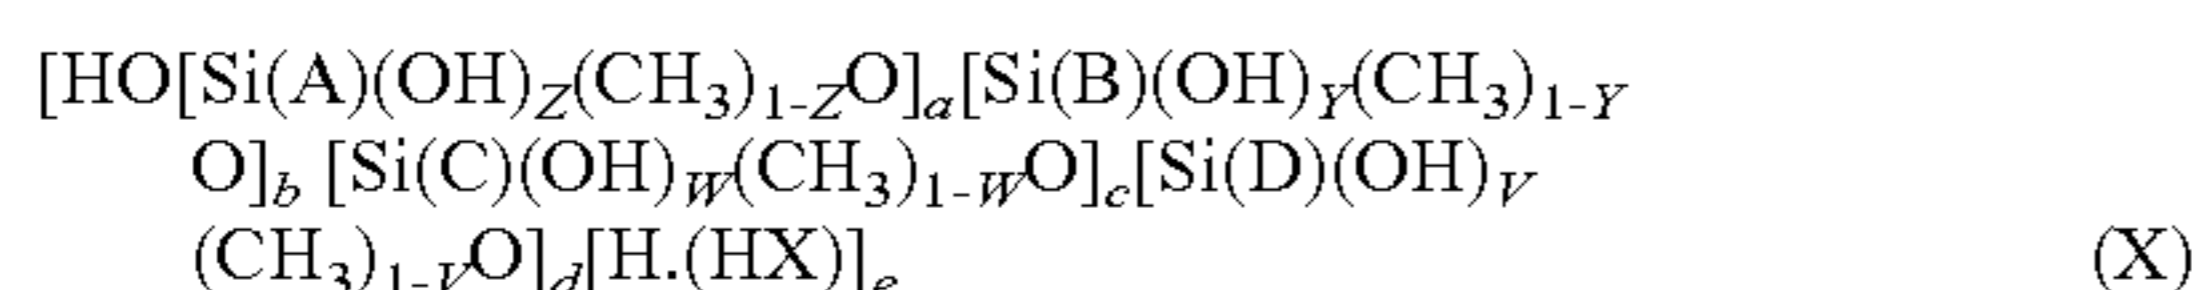 [HO[Si(A)(OH)Z(CH3)1-ZO]a[Si(B)(OH)Y(CH3)1-Y
O]b [Si(C)(OH)W(CH3)1-WO]c[Si(D)(OH)V
(CH3)1-VO]d[H.(HX)]e (X)